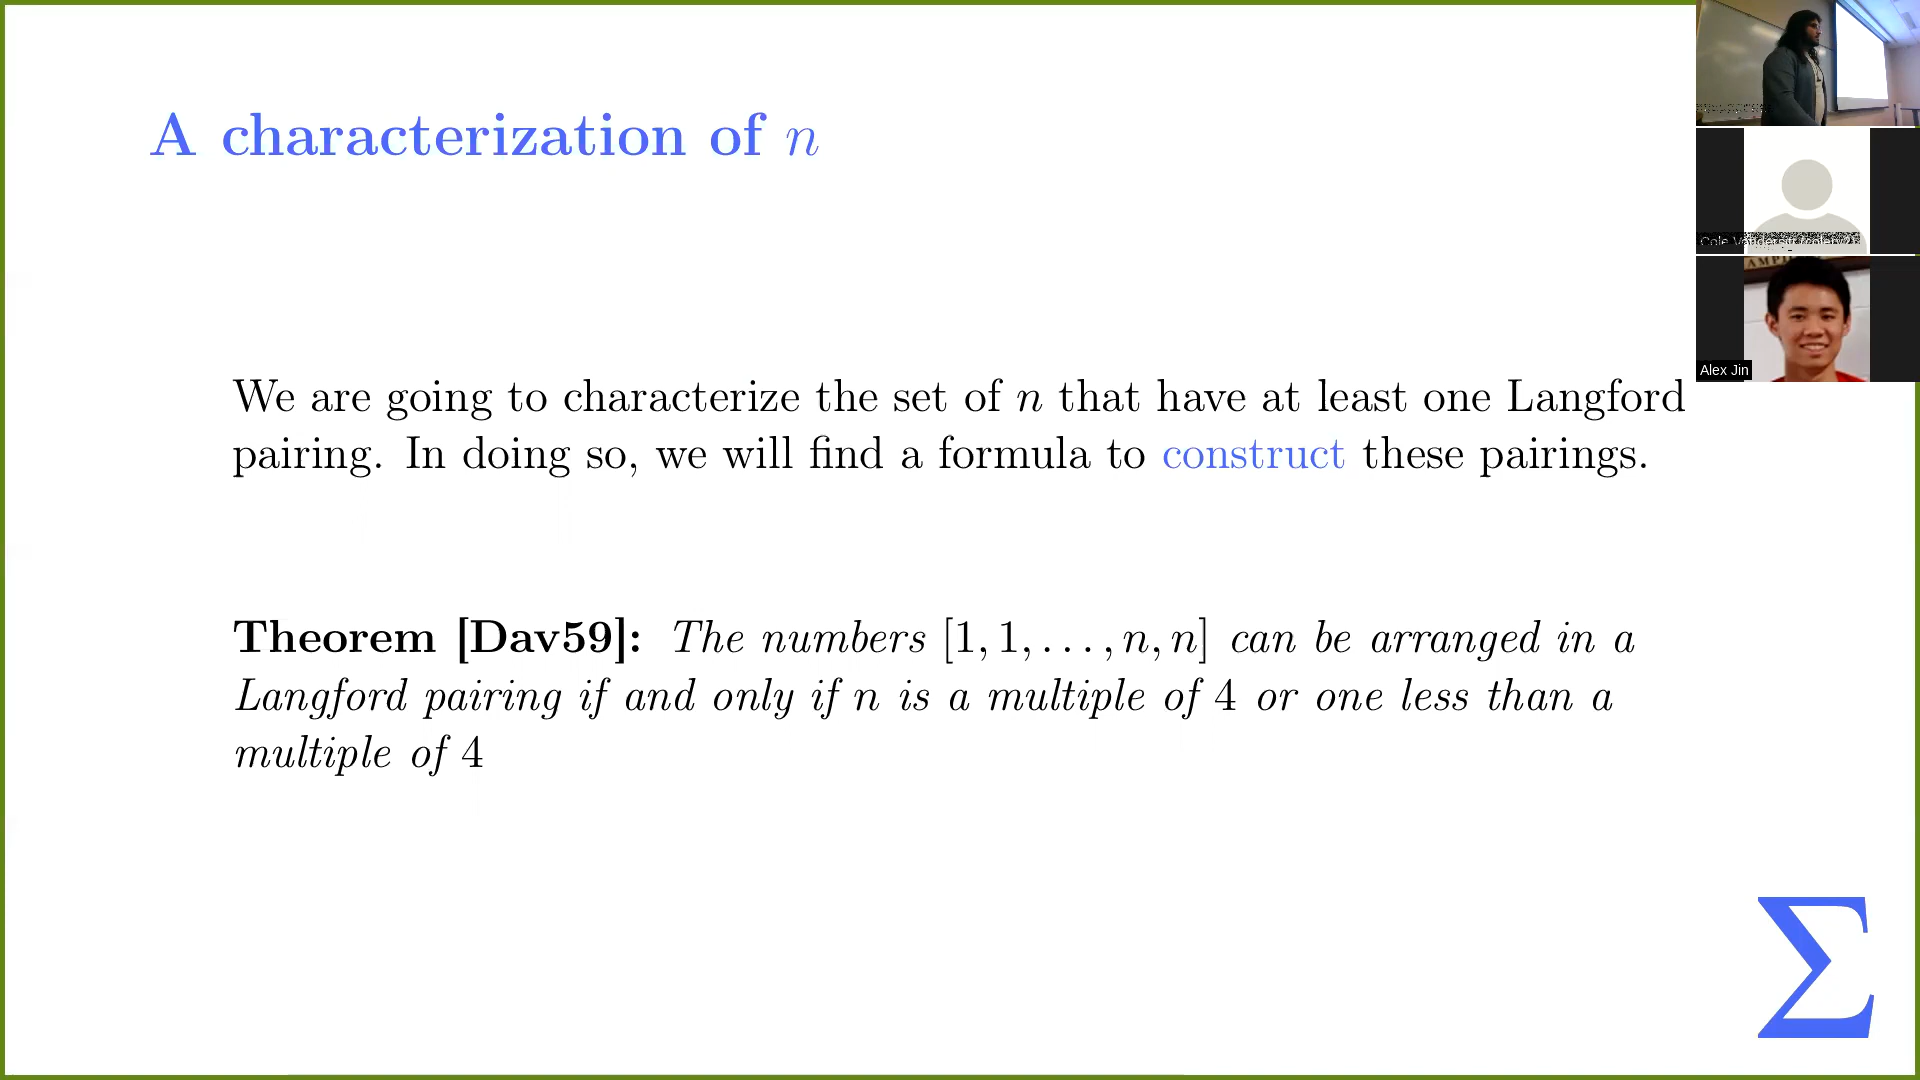 A characterization of n
We are going to characterize the set of n that have at least one Langford
pairing. In doing so, we will find a formula to construct these pairings.
Theorem [Dav59]: The numbers [1, 1, . . . , n, n] can be arranged in a
Langford pairing if and only if n is a multiple of 4 or one less than a
multiple of 4
Σ
Cole
Alex Jin